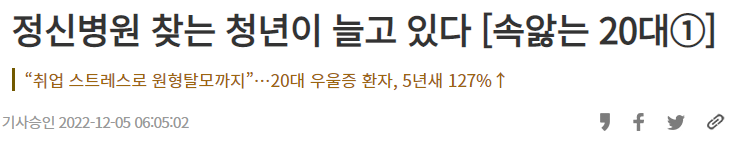 정신병원 찾는 청년이 늘고 있다 [속앓는 20대①]
“취업 스트레스로 원형탈모까지”…20대 우울증 환자, 5년새 127%↑
기사승인 2022-12-05 06:05:02